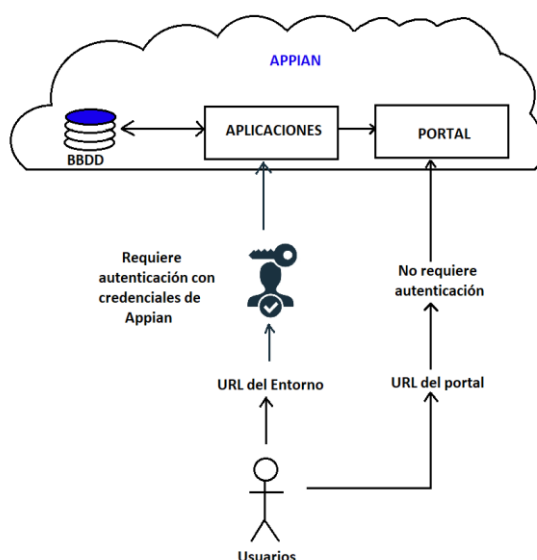 APPIAN
BBDD
APLICACIONES
PORTAL
Requiere
autenticación con
credenciales de
Appian
No requiere
autenticación
URL del Entorno
URL del portal
Usuarios